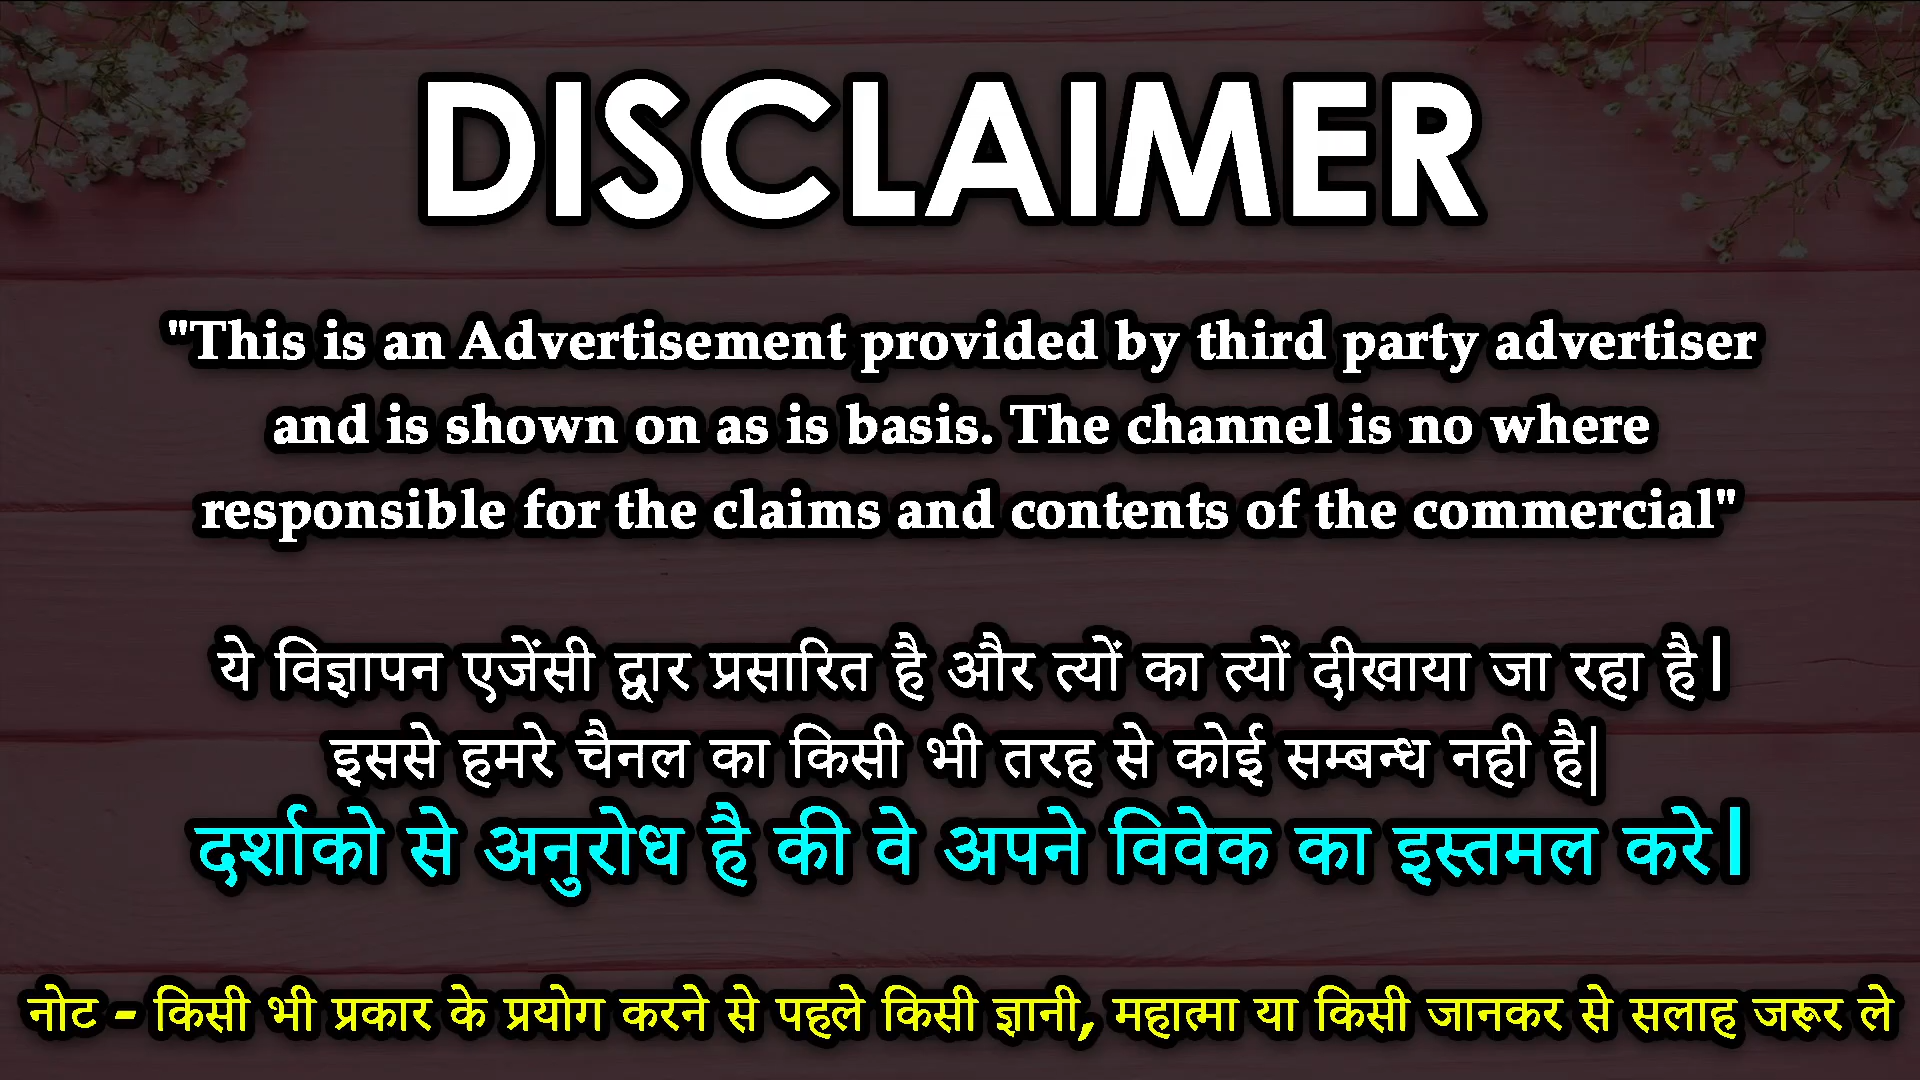 DISCLAIMER
"This is an Advertisement provided by third party advertiser
and is shown on as is basis. The channel is no where
responsible for the claims and contents of the commercial"
ये विज्ञापन एजेंसी द्वार प्रसारित है और त्यों का त्यों दीखाया जा रहा है।
इससे हमरे चैनल का किसी भी तरह से कोई सम्बन्ध नही है|
दर्शाको से अनुरोध है की वे अपने विवेक का इस्तमल करे।
नोट - किसी भी प्रकार के प्रयोग करने से पहले किसी ज्ञानी, महात्मा या किसी जानकर से सलाह जरूर ले